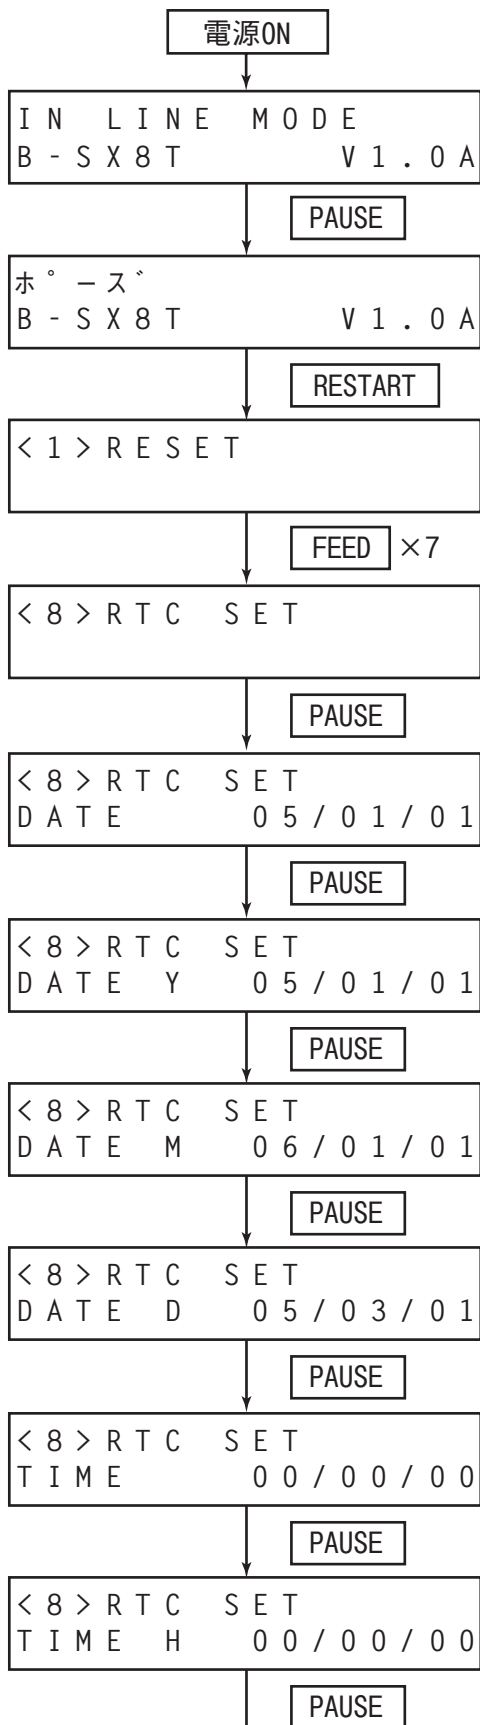 電源ON
IN LINE MODE
B-SX8T V1.0A
PAUSE
ポーズ
B-SX8T V1.0A
RESTART
<1>RESET
FEED ×7
<8>RTC SET
PAUSE
<8>RTC SET
DATE 05/01/01
PAUSE
<8>RTC SET
DATE Y 05/01/01
PAUSE
<8>RTC SET
DATE M 06/01/01
PAUSE
<8>RTC SET
DATE D 05/03/01
PAUSE
<8>RTC SET
TIME 00/00/00
PAUSE
<8>RTC SET
TIME H 00/00/00
PAUSE